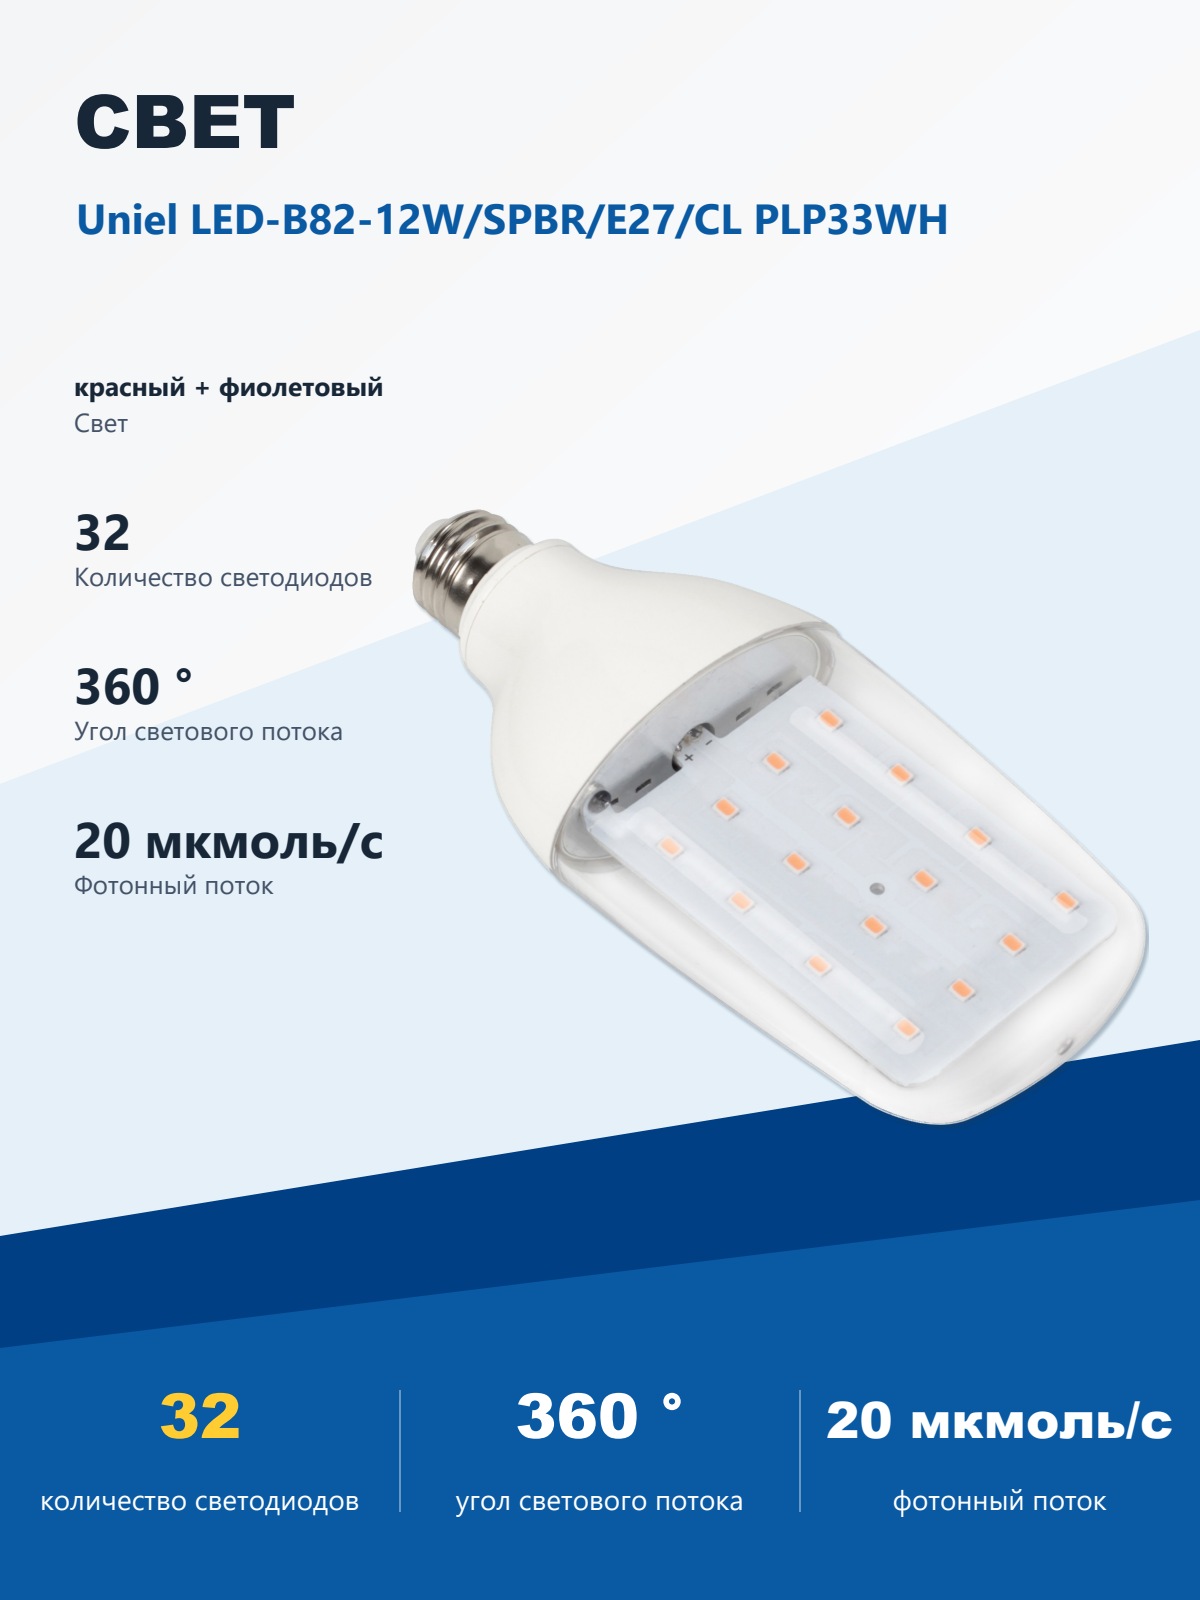 СВЕТ
Uniel LED-B82-12W/SPBR/E27/CL PLP33WH
красный + фиолетовый
Свет
32
Количество светодиодов
360 °
Угол светового потока
20 мкмоль/с
Фотонный поток
32
количество светодиодов
360 °
угол светового потока
20 мкмоль/с
фотонный поток